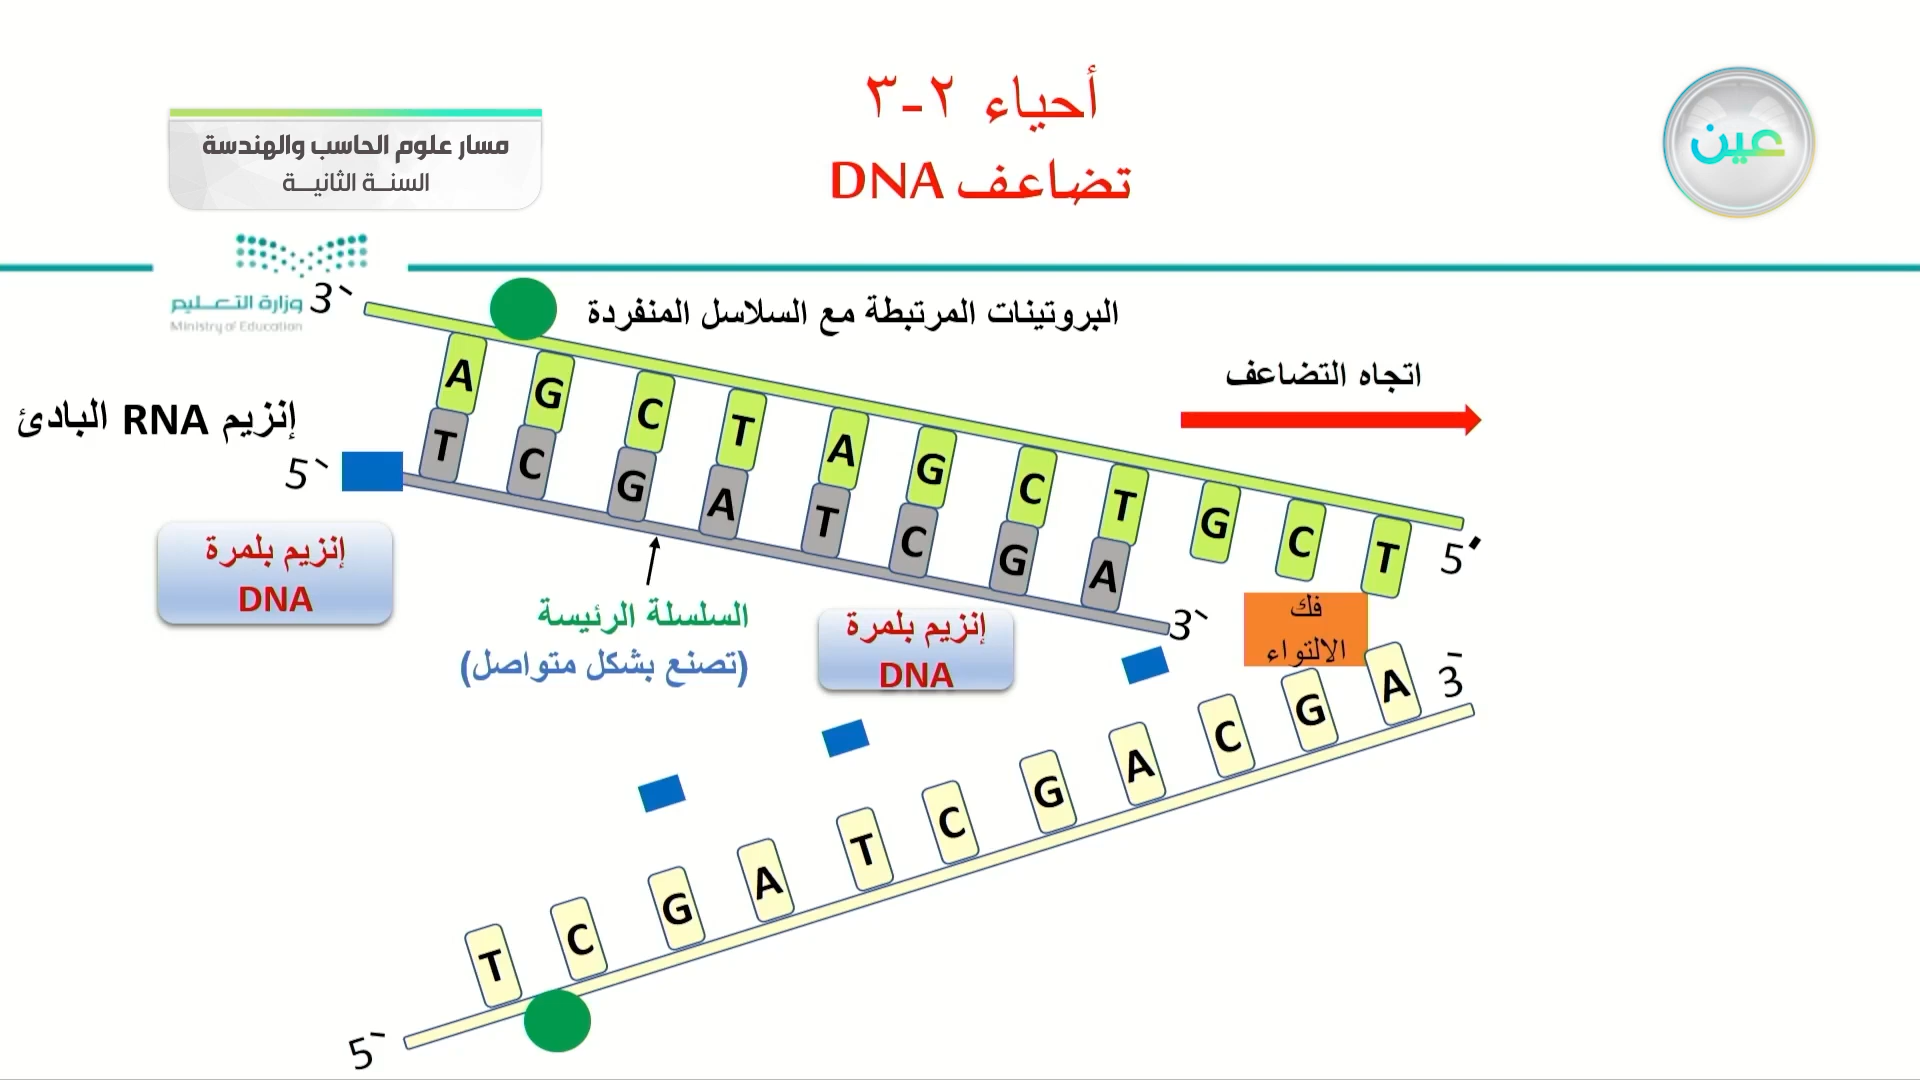 أحياء ٢-٣
تضاعف DNA
عين
مسار علوم الحاسب والهندسة
السنة الثانية
وزارة التعليم
Ministry of Education
3`
البروتينات المرتبطة مع السلاسل المنفردة
اتجاه التضاعف
A G C T A G C T G C T
5'
إنزيم RNA البادئ
5`
T C G A T C G A
3`
إنزيم بلمرة
DNA
السلسلة الرئيسة
(تصنع بشكل متواصل)
إنزيم بلمرة
DNA
فك
الالتواء
3`
T C G A T C G A C G A
5`